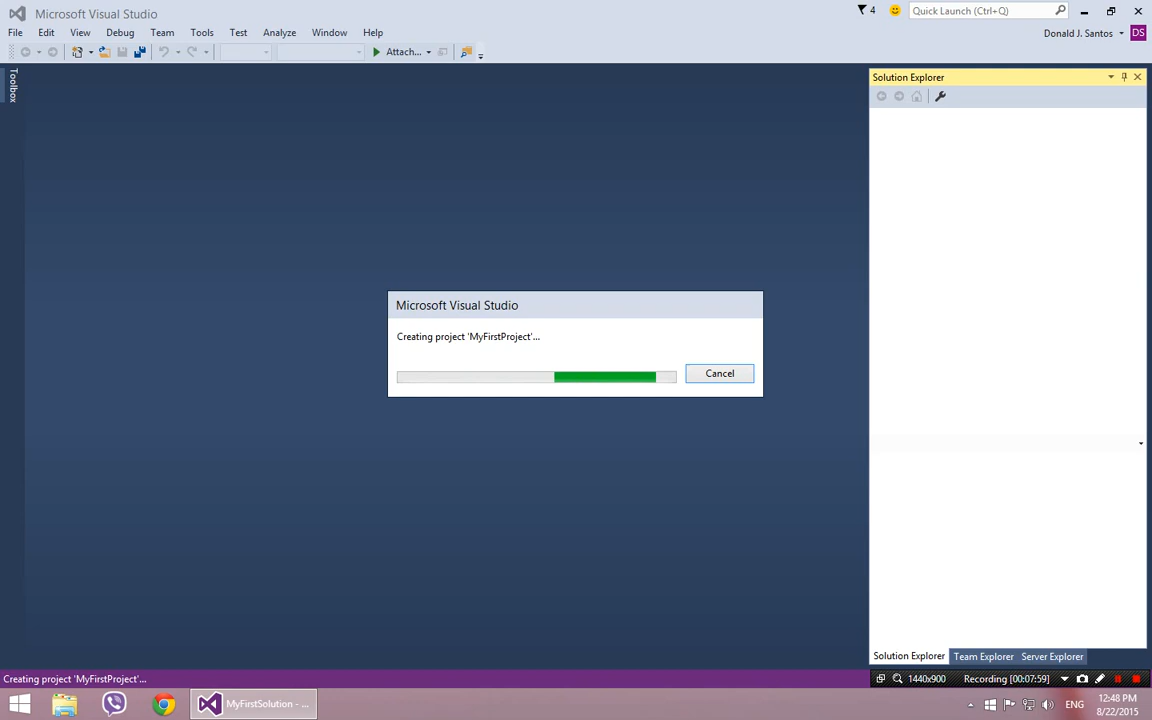 Microsoft Visual Studio
4
Quick Launch (Ctrl+Q)
File Edit View Debug Team Tools Test Analyze Window Help
Donald J. Santos DS
Attach...
Toolbox
Solution Explorer
Microsoft Visual Studio
Creating project 'MyFirstProject'...
Cancel
Solution Explorer Team Explorer Server Explorer
Creating project 'MyFirstProject'...
1440x900 Recording [00:07:59]
MyFirstSolution - ...
ENG
12:48 PM
8/22/2015